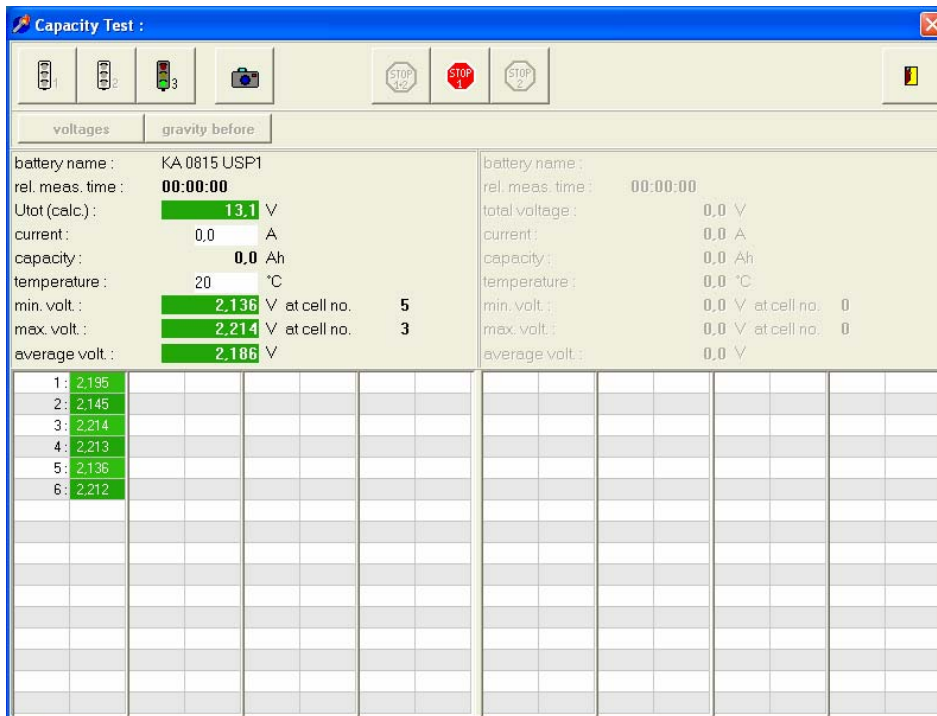 Capacity Test :
1 2 3 STOP 1+2 STOP 1 STOP 2
voltages gravity before
battery name : KA 0815 USP1
rel. meas. time : 00:00:00
Utot (calc.) : 13,1 V
current : 0,0 A
capacity : 0,0 Ah
temperature : 20 °C
min. volt. : 2,136 V at cell no. 5
max. volt. : 2,214 V at cell no. 3
average volt. : 2,186 V
battery name :
rel. meas. time : 00:00:00
total voltage : 0,0 V
current : 0,0 A
capacity : 0,0 Ah
temperature : 0,0 °C
min. volt. : 0,0 V at cell no. 0
max. volt. : 0,0 V at cell no. 0
average volt. : 0,0 V
1 : 2,195
2 : 2,145
3 : 2,214
4 : 2,213
5 : 2,136
6 : 2,212